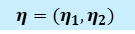 η = (η₁, η₂)